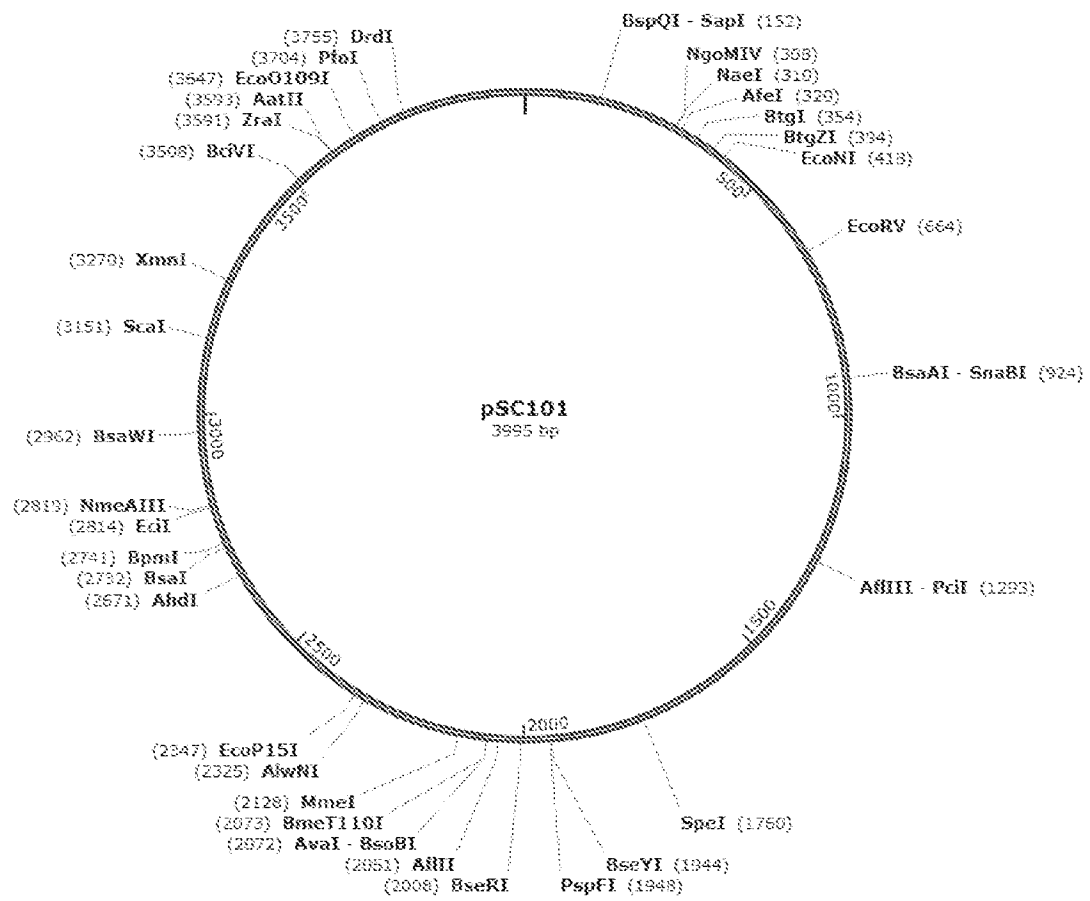 BspQI - SapI (152)
NgoMIV (308)
NaeI (310)
AfeI (329)
BtgI (354)
BtgZI (394)
EcoNI (418)
500
EcoRV (664)
BsaAI - SnaBI (924)
1000
AflIII - PciI (1293)
1500
SpeI (1760)
BseYI (1944)
PspFI (1948)
2000
(2008) BseRI
(2051) AflII
(2072) AvaI - BsoBI
(2073) BmeT110I
(2128) MmeI
(2325) AlwNI
(2347) EcoP15I
2500
(2671) AhdI
(2732) BsaI
(2741) BpmI
(2814) EciI
NmeAIII
(2962) BsaWI
3000
(3151) ScaI
(3270) XmnI
3500
(3508) BciVI
(3591) ZraI
(3593) AatII
(3647) EcoO109I
(3704) PfoI
(3755) DrdI
pSC101
3995 bp